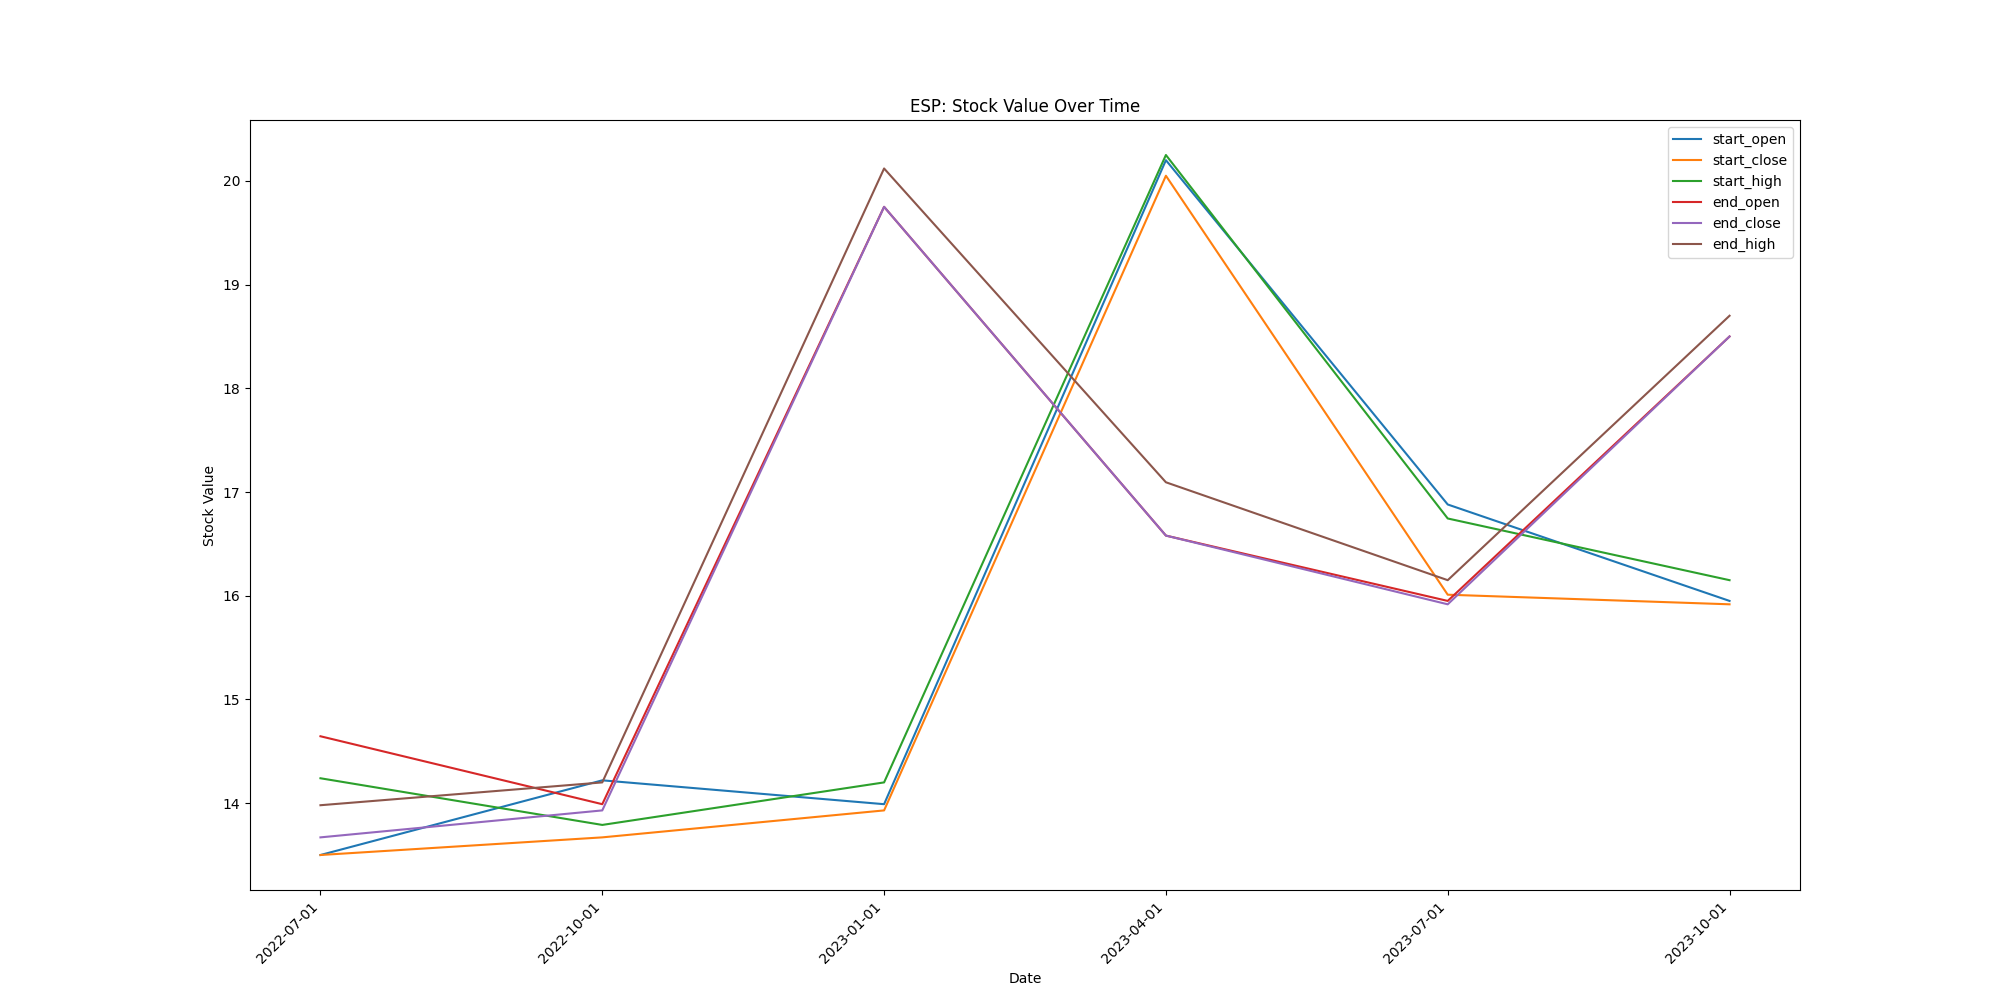 ESP: Stock Value Over Time
start_open
start_close
start_high
end_open
end_close
end_high
Stock Value
20
19
18
17
16
15
14
2022-07-01
2022-10-01
2023-01-01
2023-04-01
2023-07-01
2023-10-01
Date